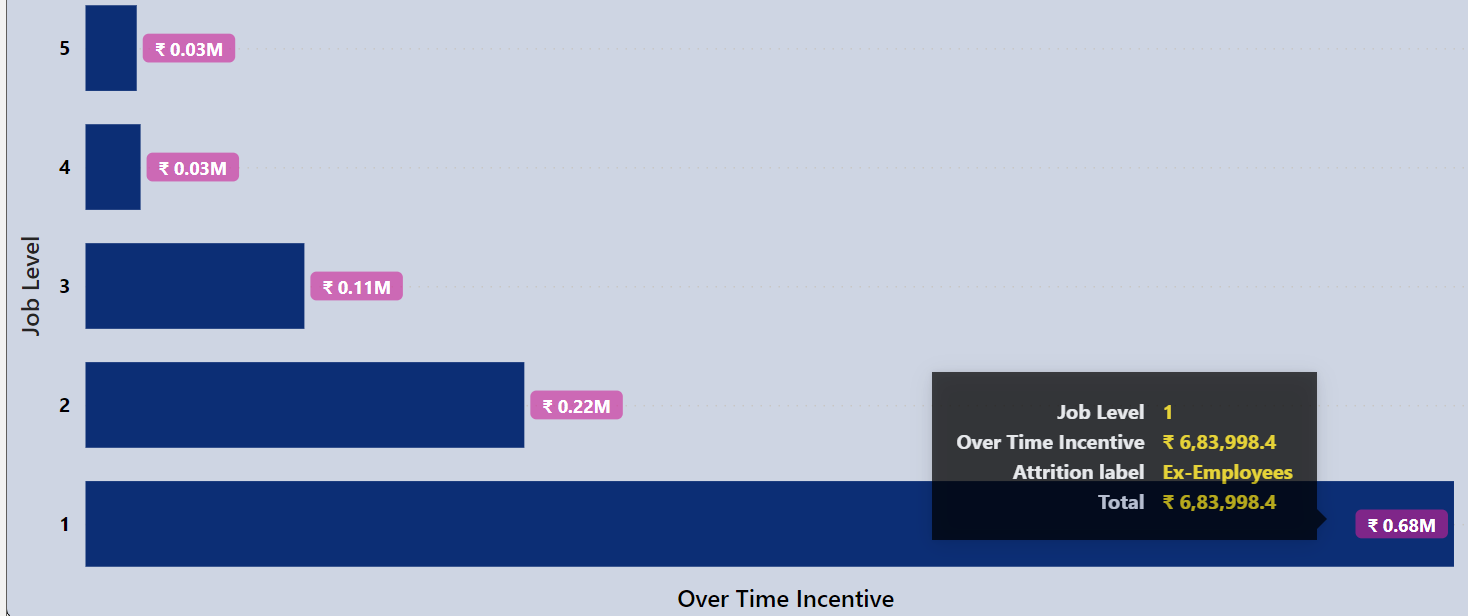 Job Level
5
₹ 0.03M
4
₹ 0.03M
3
₹ 0.11M
2
₹ 0.22M
1
₹ 0.68M
Job Level 1
Over Time Incentive ₹ 6,83,998.4
Attrition label Ex-Employees
Total ₹ 6,83,998.4
Over Time Incentive